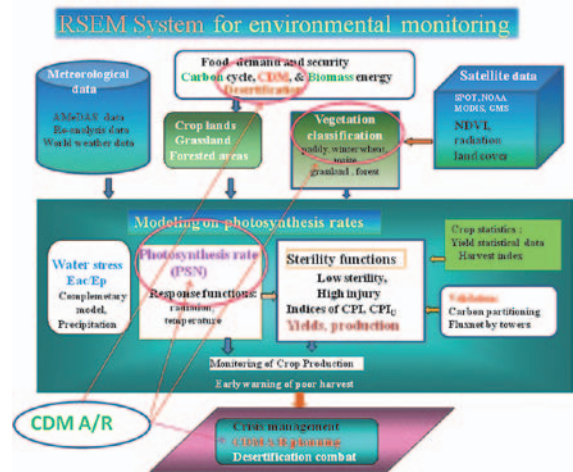 RSEM System for environmental monitoring
Food demand and security
Carbon cycle, CDM, & Biomass energy
Desertification
Meteorological
data
AMeDAS data
Re-analysis data
World weather data
Crop lands
Grassland
Forested areas
Vegetation
classification
paddy, winter wheat,
maize
grassland , forest
Satellite data
SPOT, NOAA
MODIS, GMS
NDVI,
radiation
land cover
Modeling on photosynthesis rates
Water stress
Eac/Ep
Complemetary
model,
Precipitation
Photosynthesis rate
(PSN)
Response functions:
radiation,
temperature
Sterility functions
Low sterility,
High injury
Indices of CPI, CPIU
Yields, production
Crop statistics :
Yield statistical data
Harvest index
Validation:
Carbon partitioning
Fluxnet by towers
Monitoring of Crop Production
Early warning of poor harvest
CDM A/R
Crisis management
planning
Desertification combat